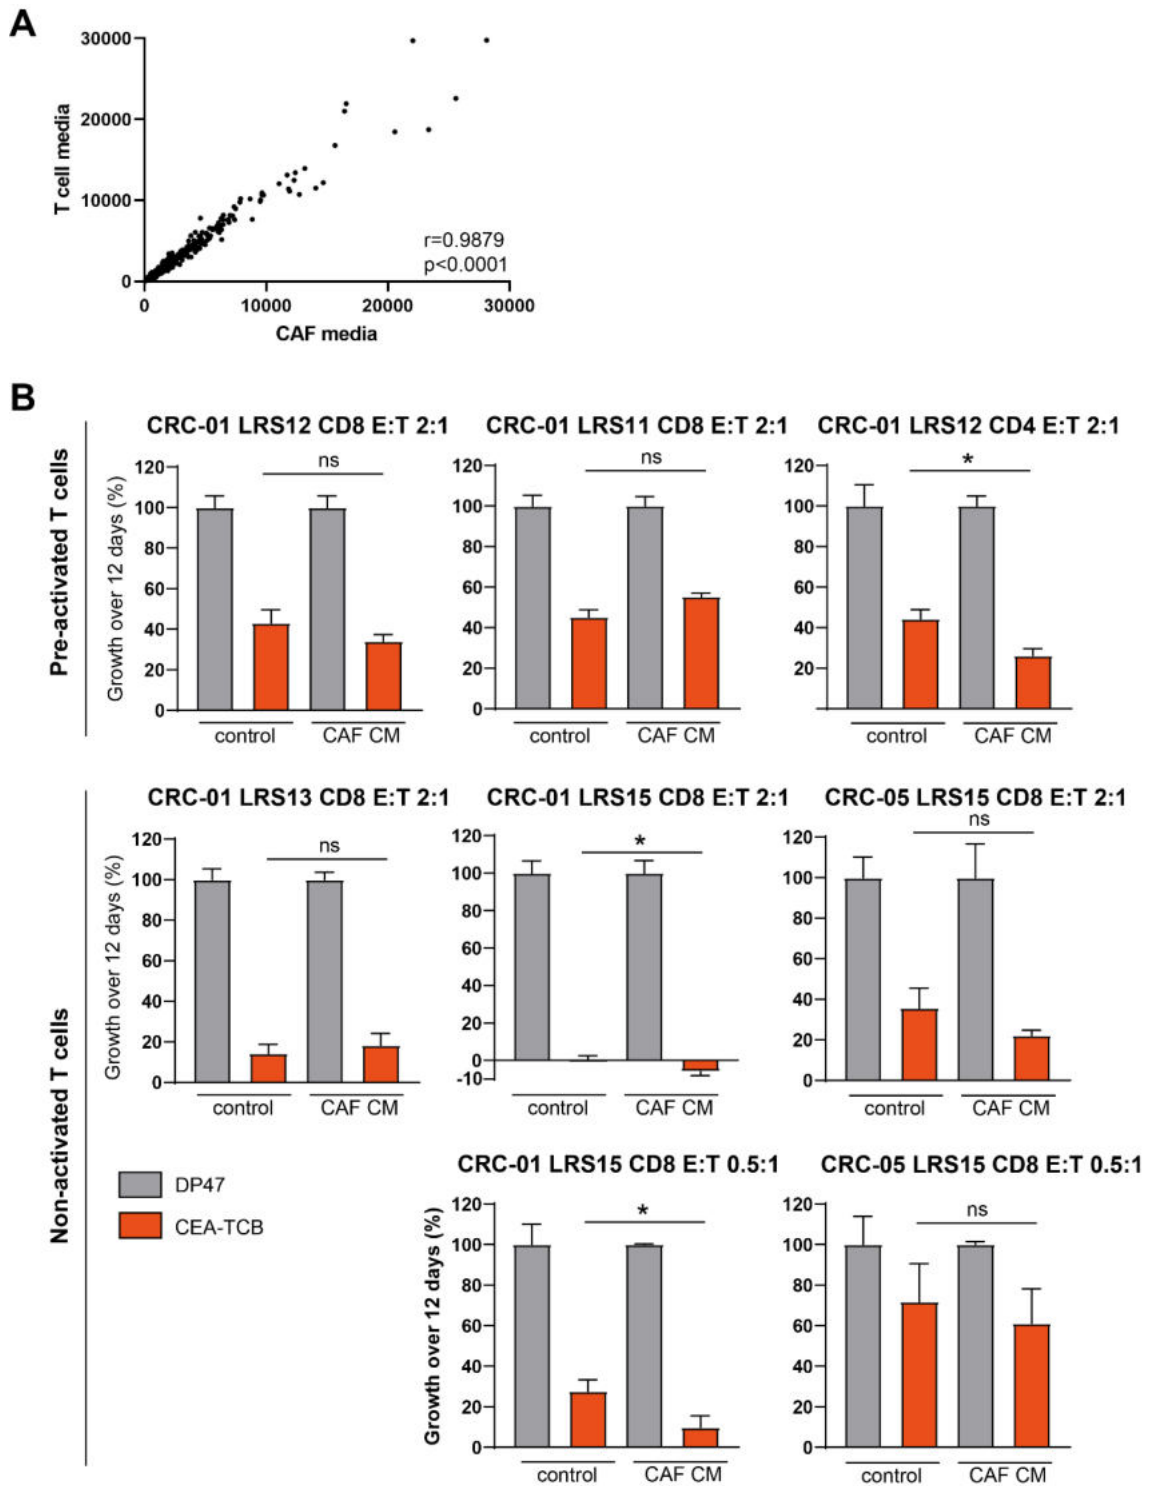 A
T cell media
30000
20000
10000
0
r=0.9879
p<0.0001
0 10000 20000 30000
CAF media
B
Pre-activated T cells
CRC-01 LRS12 CD8 E:T 2:1
Growth over 12 days (%)
120
100
80
60
40
20
0
ns
control CAF CM
CRC-01 LRS11 CD8 E:T 2:1
120
100
80
60
40
20
0
ns
control CAF CM
CRC-01 LRS12 CD4 E:T 2:1
120
100
80
60
40
20
*
control CAF CM
Non-activated T cells
CRC-01 LRS13 CD8 E:T 2:1
Growth over 12 days (%)
120
100
80
60
40
20
0
ns
control CAF CM
CRC-01 LRS15 CD8 E:T 2:1
120
100
80
60
40
20
0
-10
*
control CAF CM
CRC-05 LRS15 CD8 E:T 2:1
ns
120
100
80
60
40
20
0
control CAF CM
DP47
CEA-TCB
CRC-01 LRS15 CD8 E:T 0.5:1
Growth over 12 days (%)
120
100
80
60
40
20
0
*
control CAF CM
CRC-05 LRS15 CD8 E:T 0.5:1
120
100
80
60
40
20
0
ns
control CAF CM